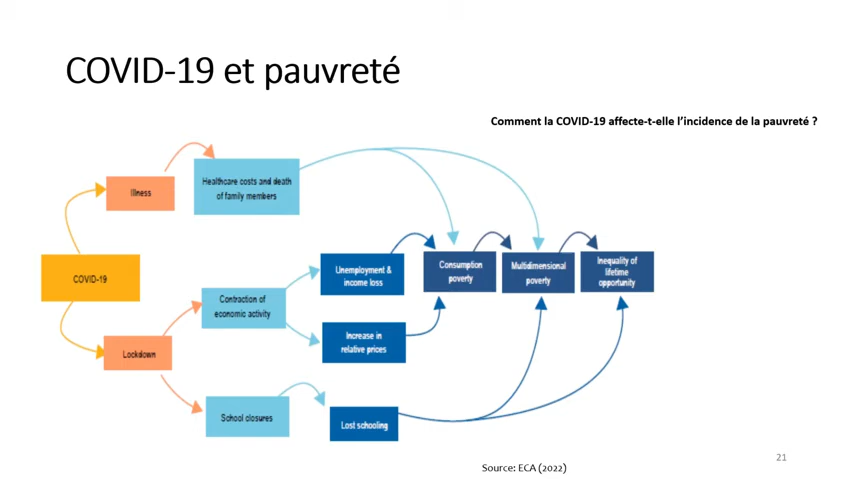 COVID-19 et pauvreté
Comment la COVID-19 affecte-t-elle l’incidence de la pauvreté ?
Illness
Healthcare costs and death
of family members
COVID-19
Lockdown
Contraction of
economic activity
School closures
Unemployment &
income loss
Increase in
relative prices
Lost schooling
Consumption
poverty
Multidimensional
poverty
Inequality of
lifetime
opportunity
Source: ECA (2022)
21